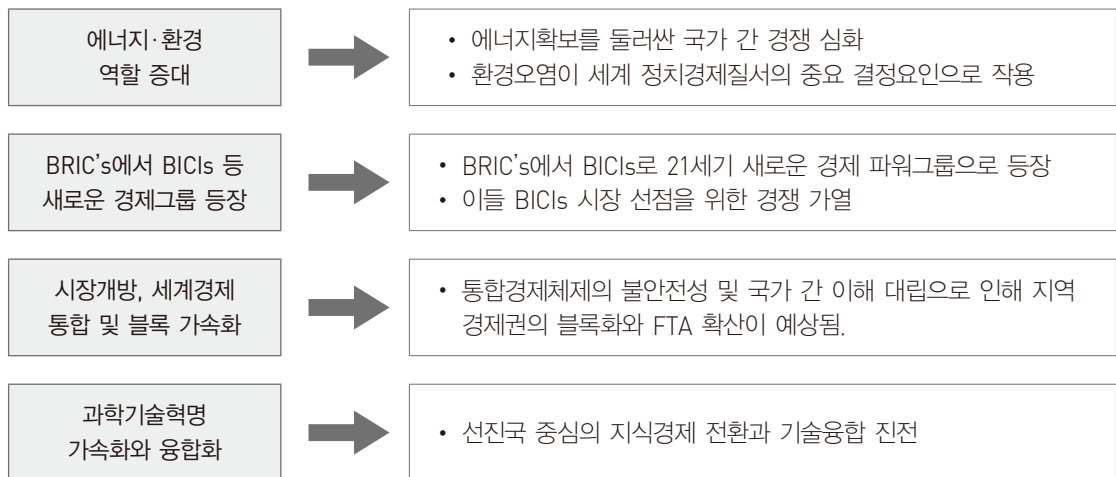 에너지·환경
역할 증대
• 에너지확보를 둘러싼 국가 간 경쟁 심화
• 환경오염이 세계 정치경제질서의 중요 결정요인으로 작용
BRIC's에서 BICIs 등
새로운 경제그룹 등장
• BRIC's에서 BICIs로 21세기 새로운 경제 파워그룹으로 등장
• 이들 BICIs 시장 선점을 위한 경쟁 가열
시장개방, 세계경제
통합 및 블록 가속화
• 통합경제체제의 불안전성 및 국가 간 이해 대립으로 인해 지역
경제권의 블록화와 FTA 확산이 예상됨.
과학기술혁명
가속화와 융합화
• 선진국 중심의 지식경제 전환과 기술융합 진전